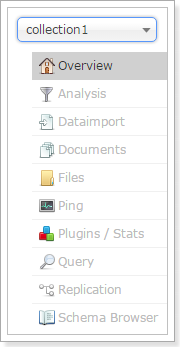 collection1
Overview
Analysis
Dataimport
Documents
Files
Ping
Plugins / Stats
Query
Replication
Schema Browser